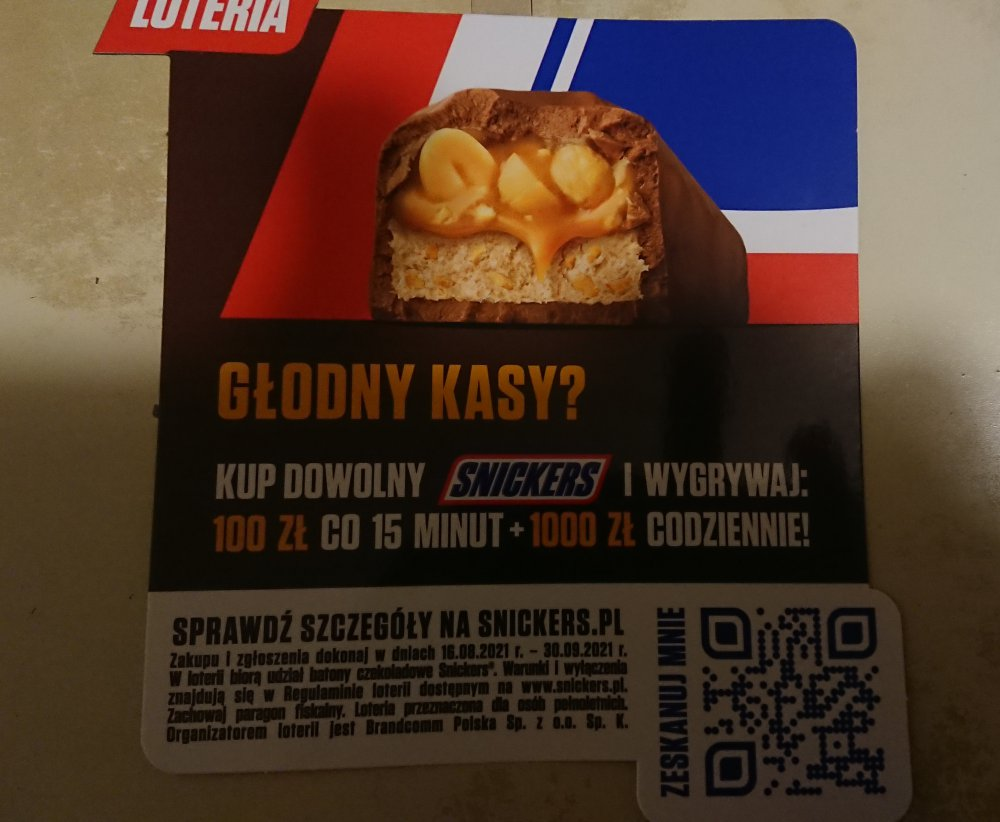 LOTERIA
GŁODNY KASY?
KUP DOWOLNY SNICKERS I WYGRYWAJ:
100 ZŁ CO 15 MINUT + 1000 ZŁ CODZIENNIE!
SPRAWDŹ SZCZEGÓŁY NA SNICKERS.PL
Zakupu i zgłoszenia dokonaj w dniach 16.08.2021 r. – 30.09.2021 r.
W loterii biorą udział batony czekoladowe Snickers®. Warunki i wyłączenia
znajdują się w Regulaminie loterii dostępnym na www.snickers.pl.
Zachowaj paragon fiskalny. Loteria przeznaczona dla osób pełnoletnich.
Organizatorem loterii jest Brandcomm Polska Sp. z o.o. Sp. K.
ZESKANUJ MNIE